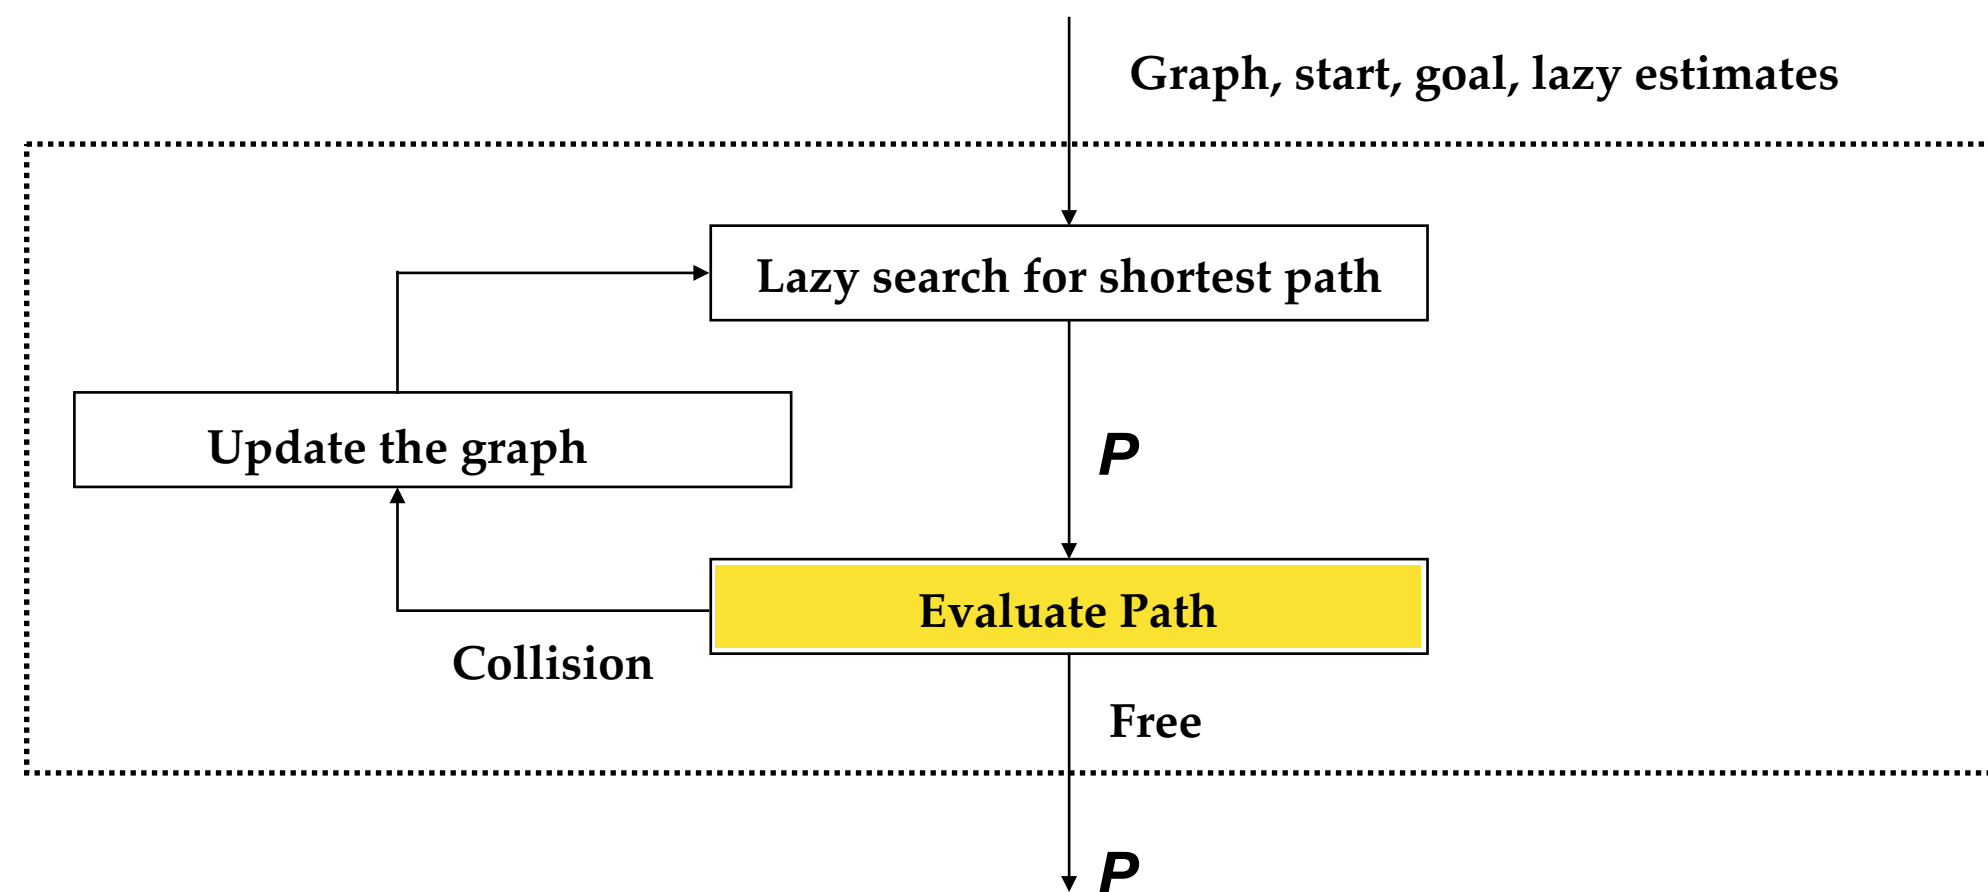 Graph, start, goal, lazy estimates
Lazy search for shortest path
Update the graph
P
Evaluate Path
Collision
Free
P